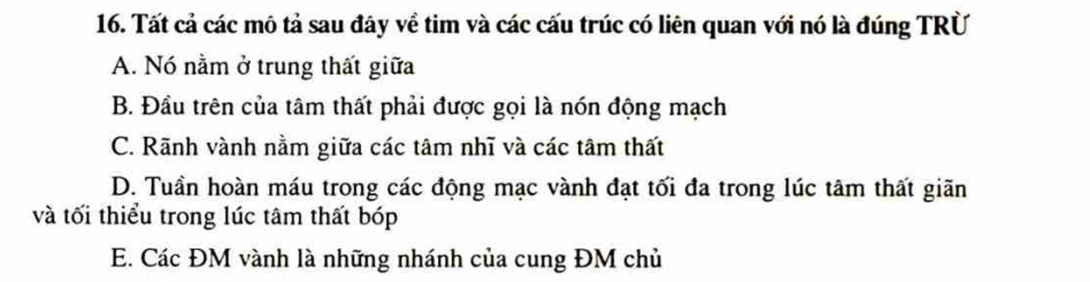 16. Tất cả các mô tả sau đây về tim và các cấu trúc có liên quan với nó là đúng TRỪ
A. Nó nằm ở trung thất giữa
B. Đầu trên của tâm thất phải được gọi là nón động mạch
C. Rãnh vành nằm giữa các tâm nhĩ và các tâm thất
D. Tuần hoàn máu trong các động mạc vành đạt tối đa trong lúc tâm thất giãn
và tối thiểu trong lúc tâm thất bóp
E. Các ĐM vành là những nhánh của cung ĐM chủ